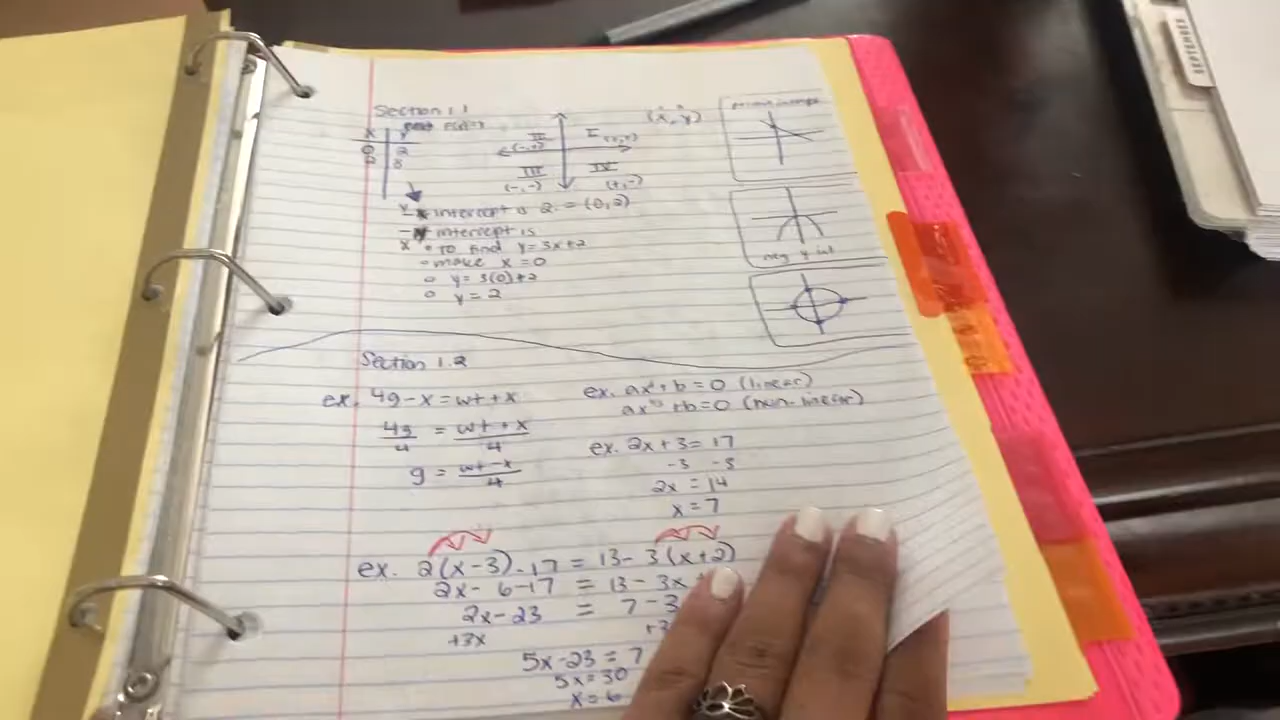 SEPTEMBER
Section 1.1
(x, y)
x y
0 2
8
II I
(-,+) (+,+)
III IV
(-,-) (+,-)
y intercept is 2. = (0,2)
x intercept is
to find y=3x+2
make x=0
y=3(0)+2
y=2
neg y int
Section 1.2
ex. 4g-x=wt+x
4g/4 = wt+x/4
g = wt-x/4
ex. ax+b=0 (linear)
+b=0 (non-linear)
ex. 2x+3=17
-3 -3
2x=14
x=7
ex. 2(x-3)-17 = 13-3(x+2)
2x-6-17 = 13-3x
2x-23 = 7-3
+3x
5x-23=7
5x=30
x=6